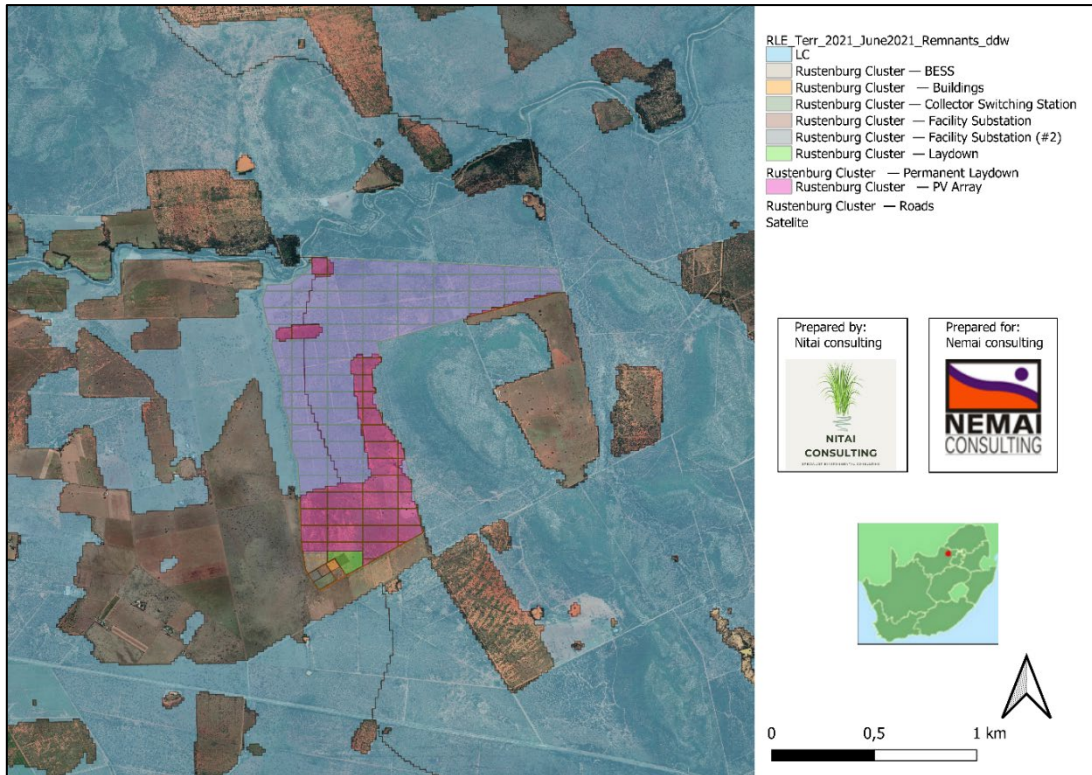 RLE_Terr_2021_June2021_Remnants_ddw
LC
Rustenburg Cluster — BESS
Rustenburg Cluster — Buildings
Rustenburg Cluster — Collector Switching Station
Rustenburg Cluster — Facility Substation
Rustenburg Cluster — Facility Substation (#2)
Rustenburg Cluster — Laydown
Rustenburg Cluster — Permanent Laydown
Rustenburg Cluster — PV Array
Rustenburg Cluster — Roads
Satelite
Prepared by:
Nitai consulting
NITAI
CONSULTING
Prepared for:
Nemai consulting
NEMAI
CONSULTING
0 0,5 1 km